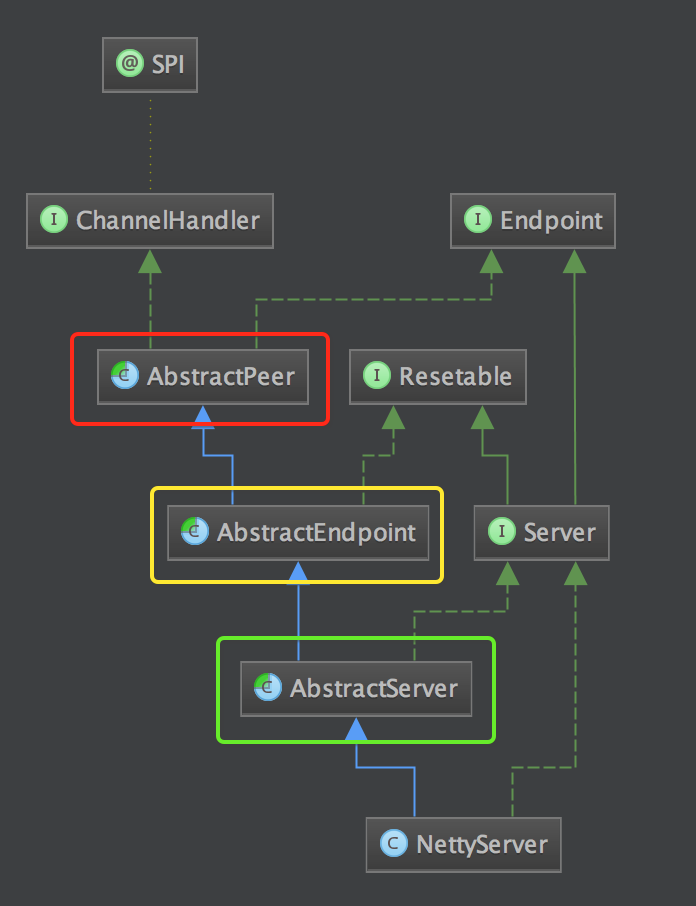 @ SPI
I ChannelHandler
I Endpoint
C AbstractPeer
I Resetable
C AbstractEndpoint
I Server
C AbstractServer
C NettyServer